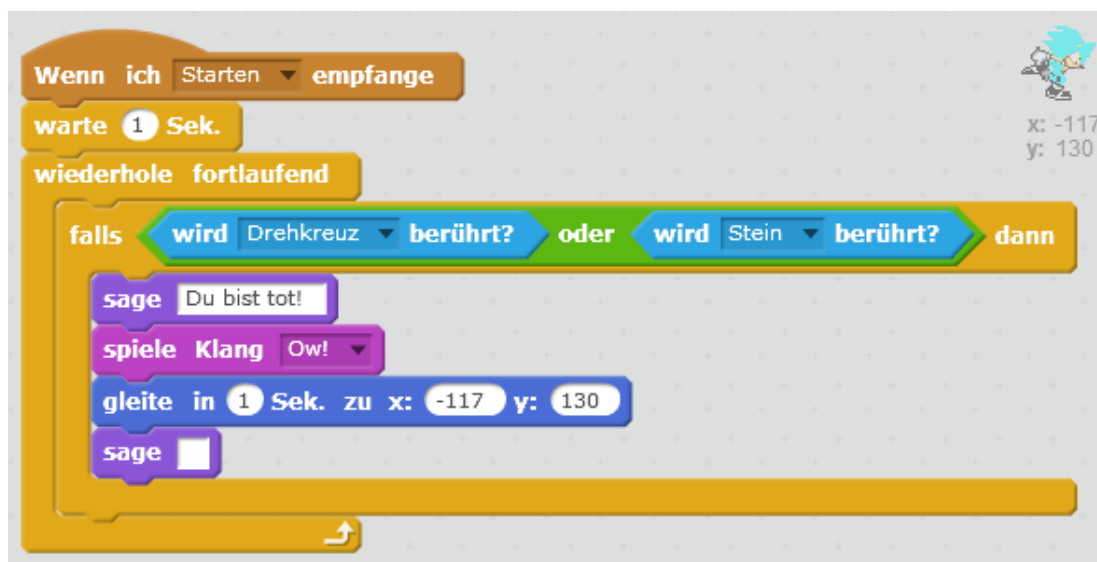 Wenn ich Starten empfange
warte 1 Sek.
x: -117
y: 130
wiederhole fortlaufend
falls wird Drehkreuz berührt? oder wird Stein berührt? dann
sage Du bist tot!
spiele Klang Ow!
gleite in 1 Sek. zu x: -117 y: 130
sage